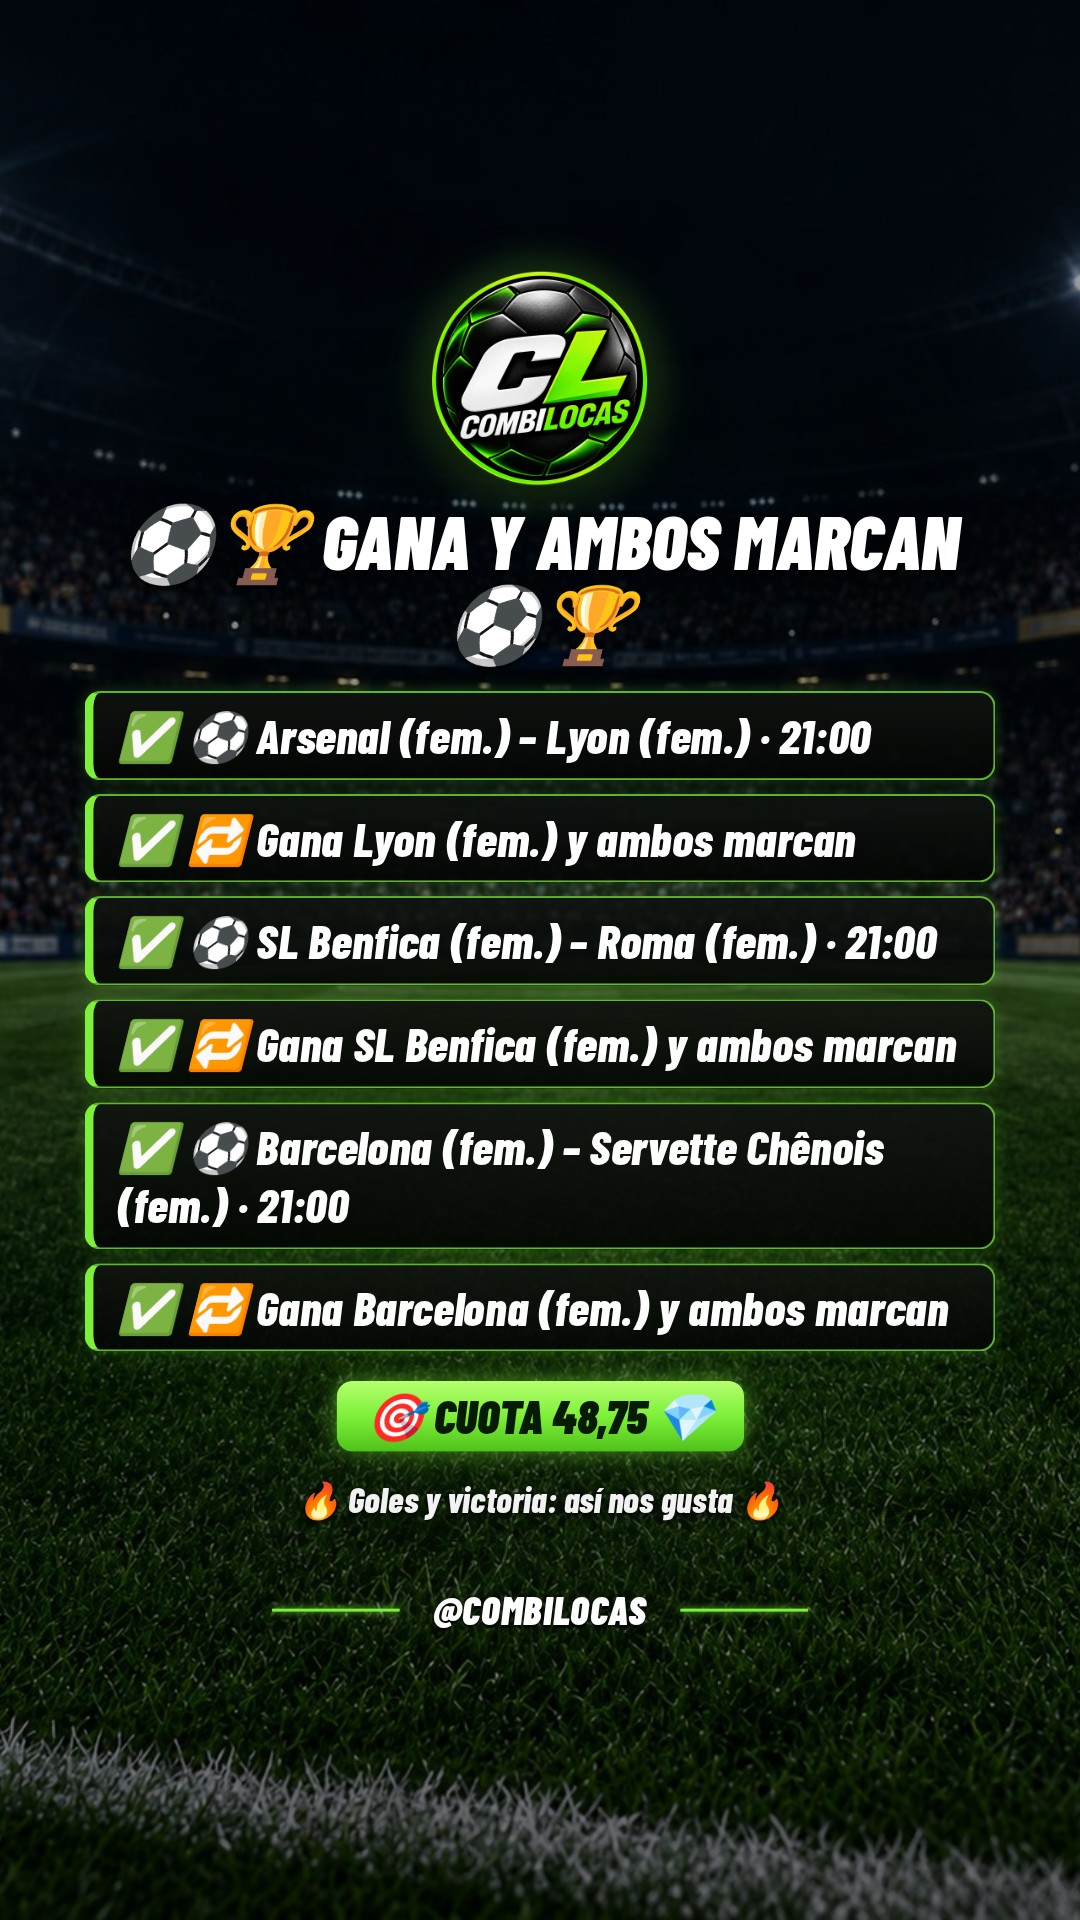 CL
COMBILOCAS
⚽🏆 GANA Y AMBOS MARCAN
⚽🏆
✅ ⚽ Arsenal (fem.) – Lyon (fem.) · 21:00
✅ 🔁 Gana Lyon (fem.) y ambos marcan
✅ ⚽ SL Benfica (fem.) – Roma (fem.) · 21:00
✅ 🔁 Gana SL Benfica (fem.) y ambos marcan
✅ ⚽ Barcelona (fem.) – Servette Chênois
(fem.) · 21:00
✅ 🔁 Gana Barcelona (fem.) y ambos marcan
🎯 CUOTA 48,75 💎
🔥 Goles y victoria: así nos gusta 🔥
@COMBILOCAS